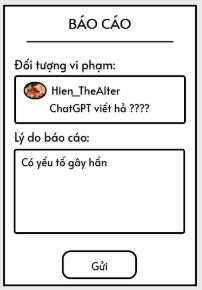 BÁO CÁO
Đối tượng vi phạm:
Hien_TheAlter
ChatGPT viết hả ????
Lý do báo cáo:
Có yếu tố gây hấn
Gửi